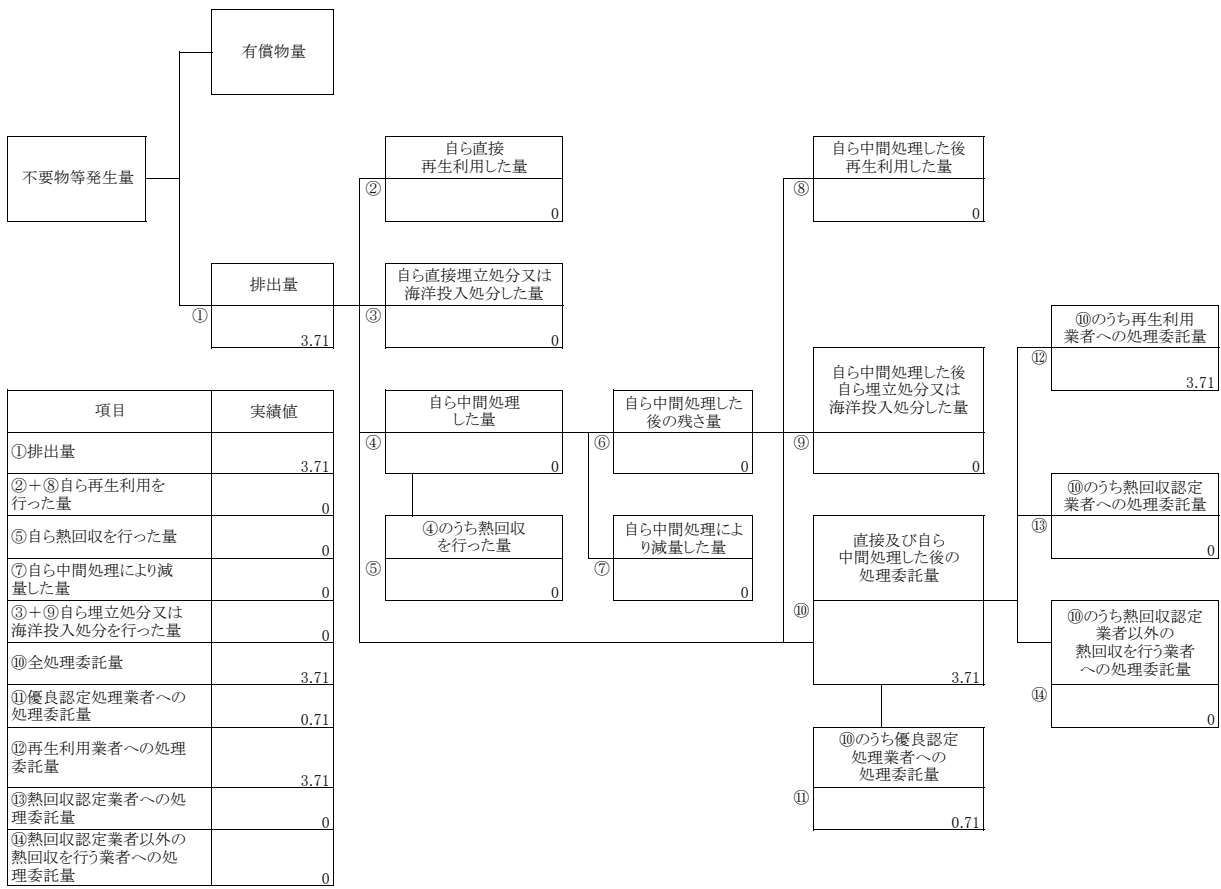 有償物量
不要物等発生量
排出量
①
3.71
自ら直接
再生利用した量
②
0
自ら直接埋立処分又は
海洋投入処分した量
③
0
自ら中間処理
した量
④
0
④のうち熱回収
を行った量
⑤
0
自ら中間処理した
後の残さ量
⑥
0
自ら中間処理によ
り減量した量
⑦
0
自ら中間処理した後
再生利用した量
⑧
0
自ら中間処理した後
自ら埋立処分又は
海洋投入処分した量
⑨
0
直接及び自ら
中間処理した後の
処理委託量
⑩
3.71
⑩のうち優良認定
処理業者への
処理委託量
⑪
0.71
⑩のうち再生利用
業者への処理委託量
⑫
3.71
⑩のうち熱回収認定
業者への処理委託量
⑬
0
⑩のうち熱回収認定
業者以外の
熱回収を行う業者
への処理委託量
⑭
0
項目 実績値
①排出量
3.71
②+⑧自ら再生利用を
行った量
0
⑤自ら熱回収を行った量
0
⑦自ら中間処理により減
量した量
0
③+⑨自ら埋立処分又は
海洋投入処分を行った量
0
⑩全処理委託量
3.71
⑪優良認定処理業者への
処理委託量
0.71
⑫再生利用業者への処理
委託量
3.71
⑬熱回収認定業者への処
理委託量
0
⑭熱回収認定業者以外の
熱回収を行う業者への処
理委託量
0